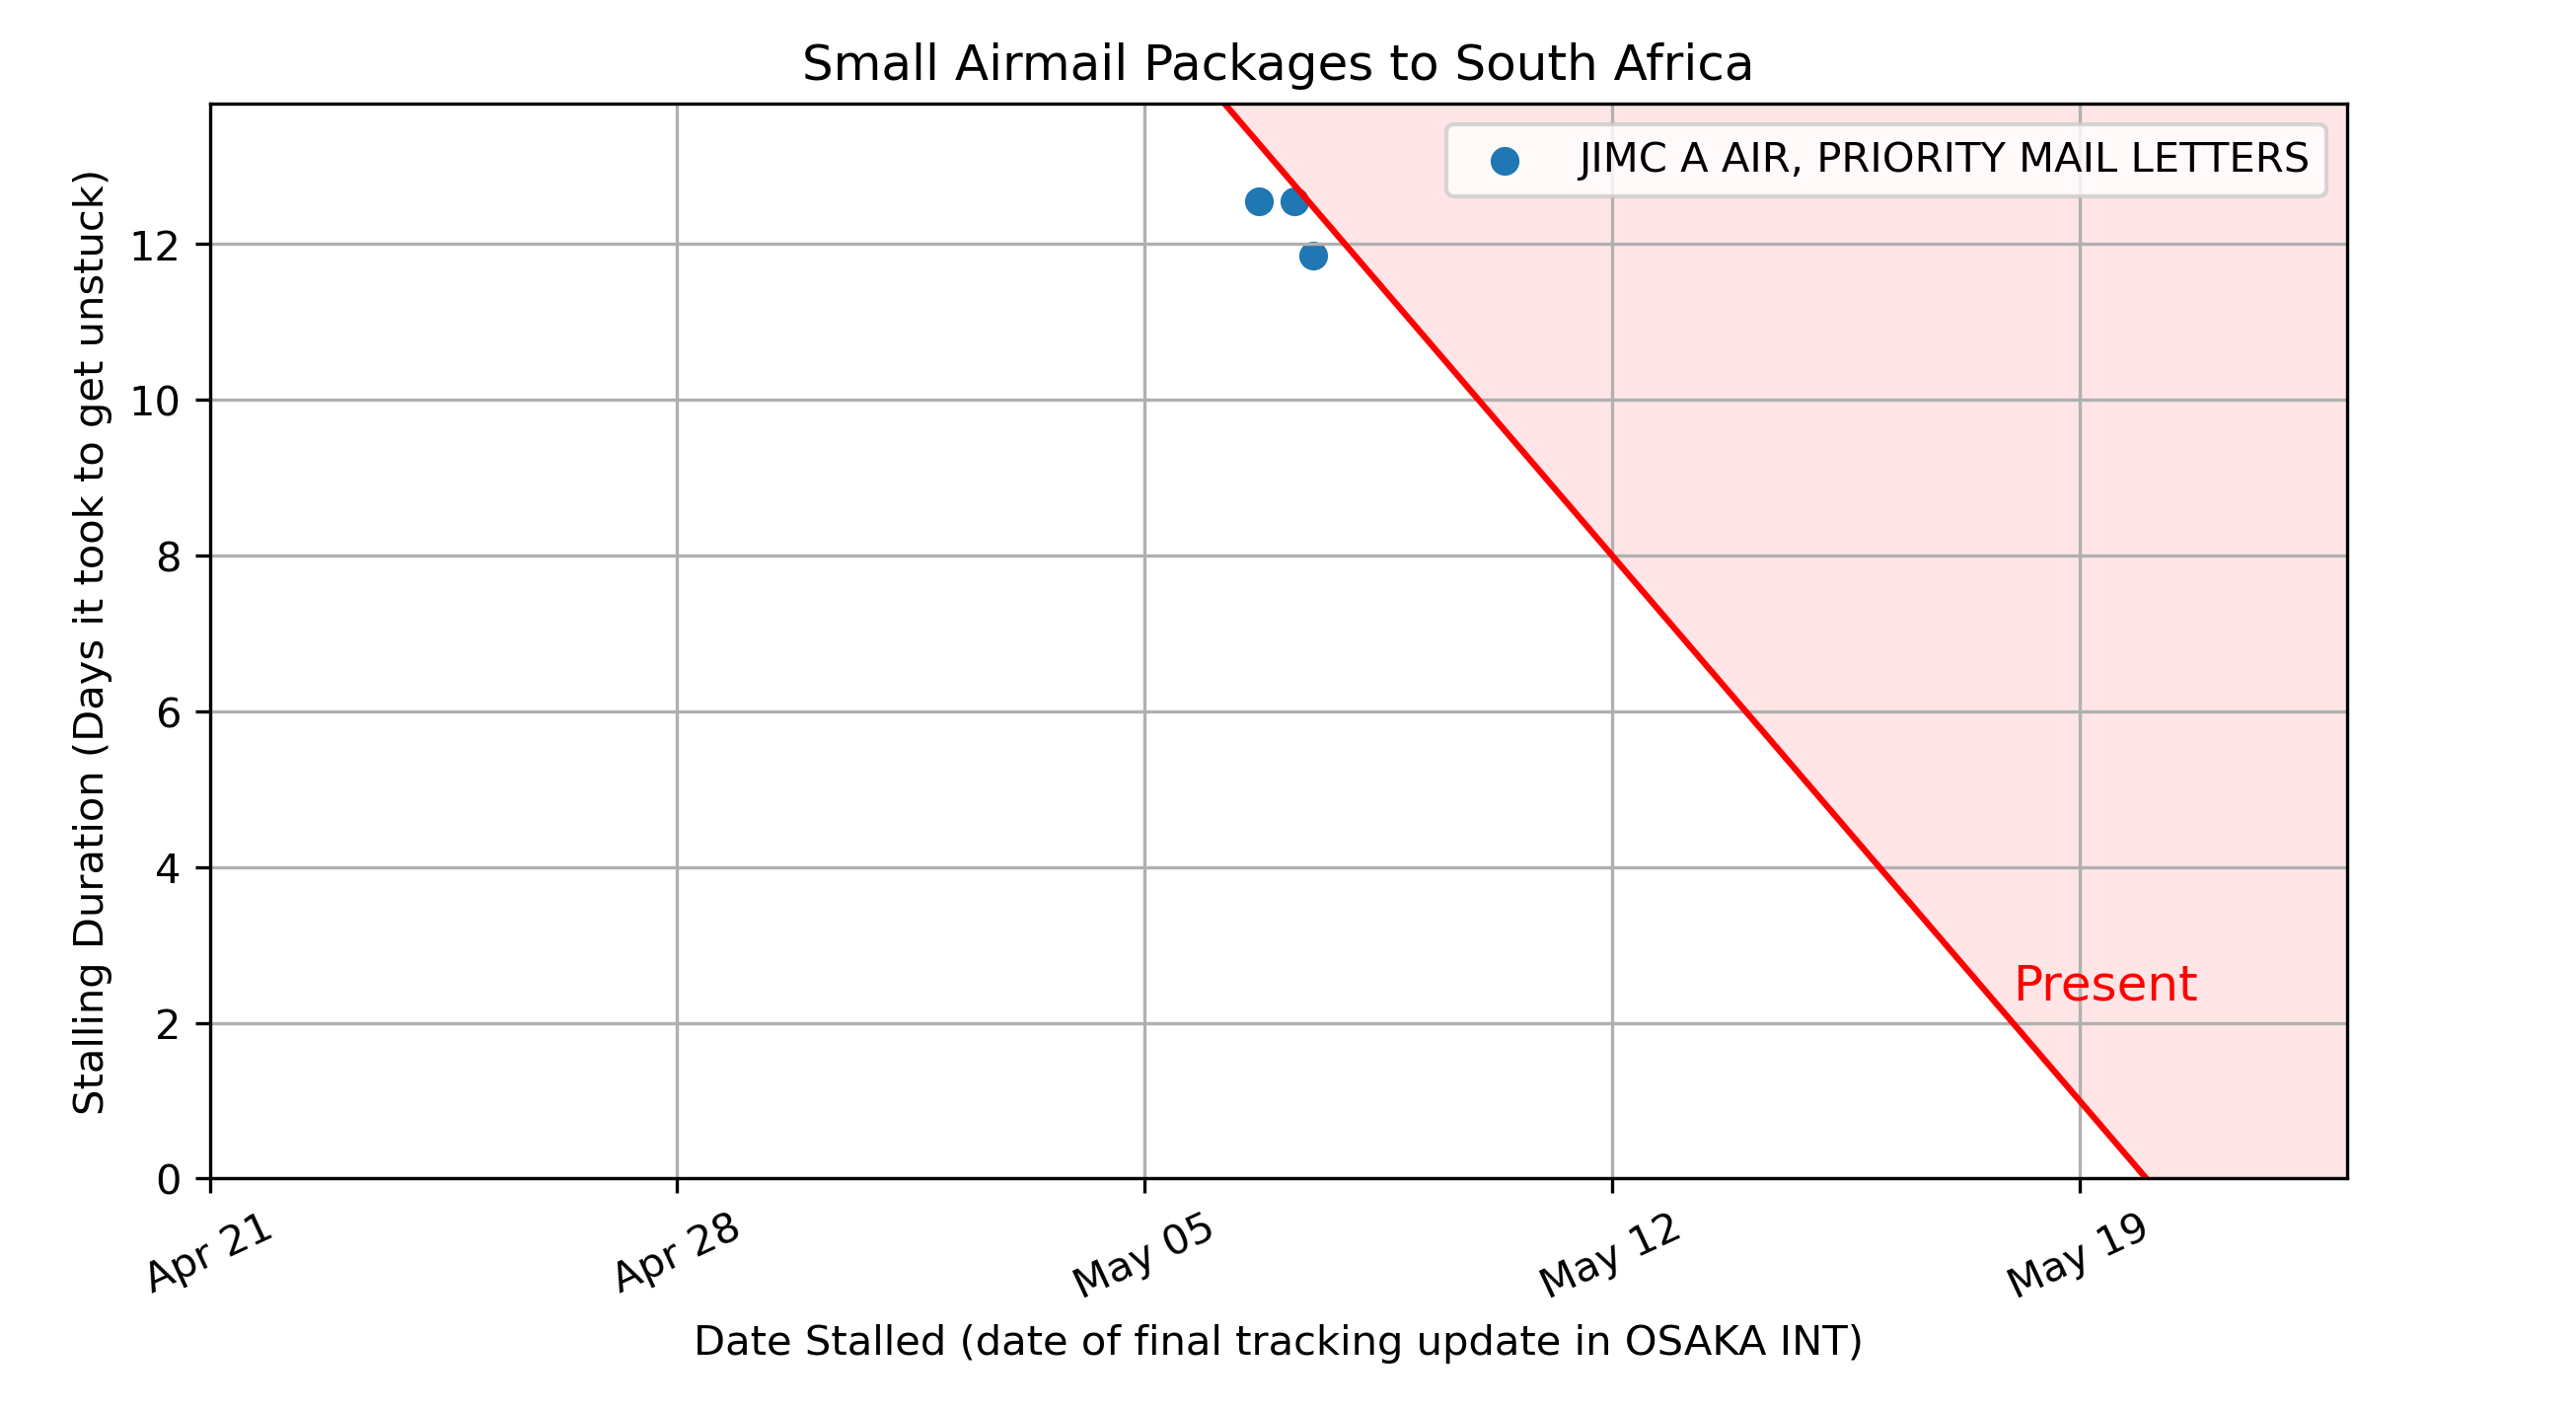 Small Airmail Packages to South Africa
JIMC A AIR, PRIORITY MAIL LETTERS
Stalling Duration (Days it took to get unstuck)
12
10
8
6
4
2
0
Present
Apr 21
Apr 28
May 05
May 12
May 19
Date Stalled (date of final tracking update in OSAKA INT)